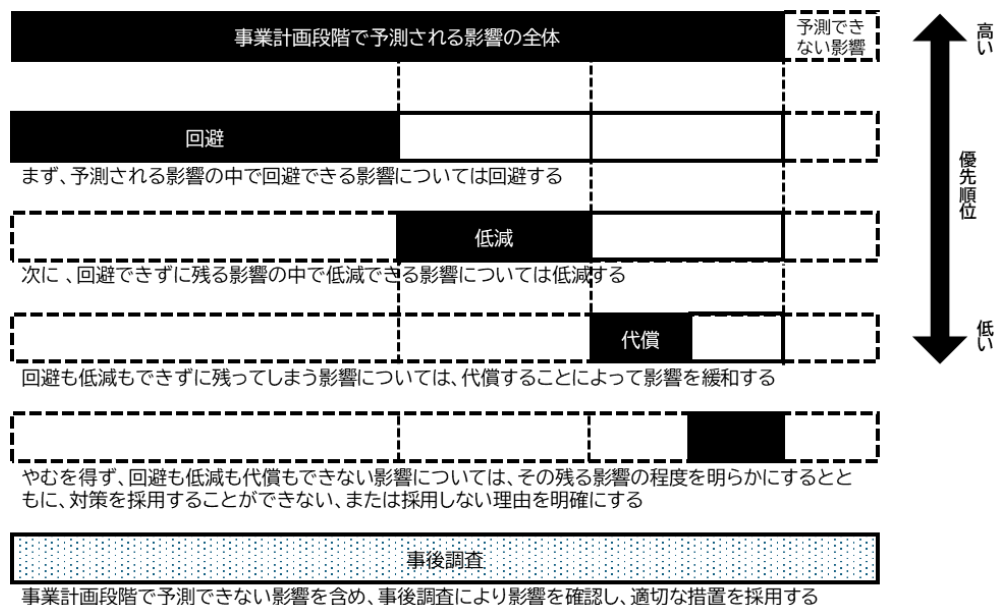 事業計画段階で予測される影響の全体
予測でき
ない影響
高い
回避
まず、予測される影響の中で回避できる影響については回避する
優先順位
低減
次に 、回避できずに残る影響の中で低減できる影響については低減する
代償
低い
回避も低減もできずに残ってしまう影響については、代償することによって影響を緩和する
やむを得ず、回避も低減も代償もできない影響については、その残る影響の程度を明らかにするとと
もに、対策を採用することができない、または採用しない理由を明確にする
事後調査
事業計画段階で予測できない影響を含め、事後調査により影響を確認し、適切な措置を採用する